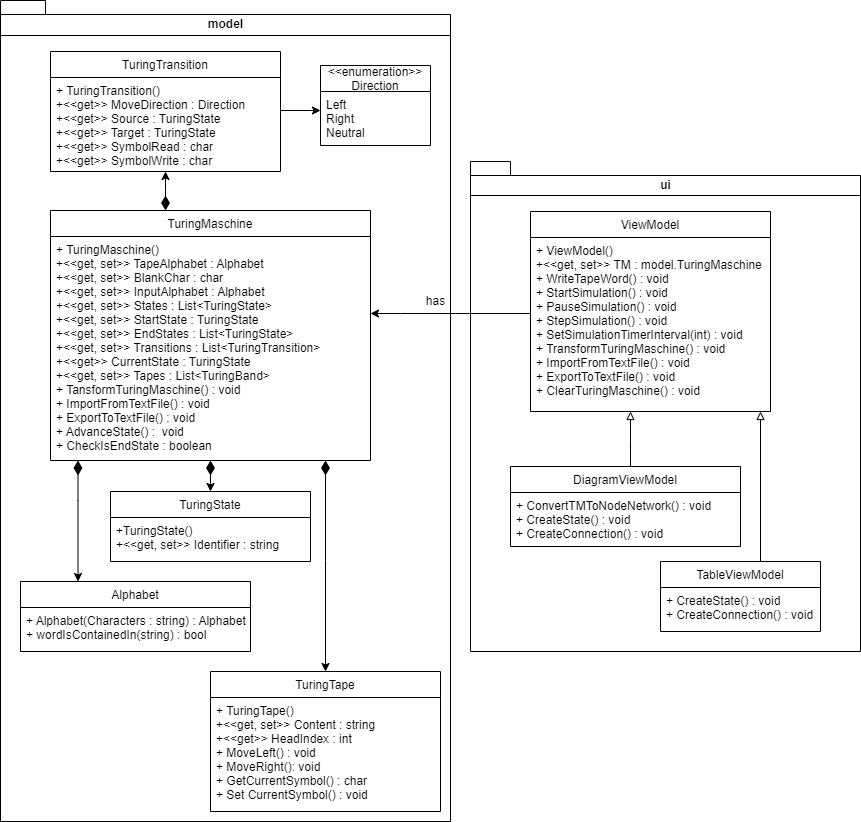 model
TuringTransition
+ TuringTransition()
+<<get>> MoveDirection : Direction
+<<get>> Source : TuringState
+<<get>> Target : TuringState
+<<get>> SymbolRead : char
+<<get>> SymbolWrite : char
<<enumeration>>
Direction
Left
Right
Neutral
TuringMaschine
+ TuringMaschine()
+<<get, set>> TapeAlphabet : Alphabet
+<<get, set>> BlankChar : char
+<<get, set>> InputAlphabet : Alphabet
+<<get, set>> States : List<TuringState>
+<<get, set>> StartState : TuringState
+<<get, set>> EndStates : List<TuringState>
+<<get, set>> Transitions : List<TuringTransition>
+<<get>> CurrentState : TuringState
+<<get, set>> Tapes : List<TuringBand>
+ TansformTuringMaschine() : void
+ ImportFromTextFile() : void
+ ExportToTextFile() : void
+ AdvanceState() :  void
+ CheckIsEndState : boolean
TuringState
+TuringState()
+<<get, set>> Identifier : string
Alphabet
+ Alphabet(Characters : string) : Alphabet
+ wordIsContainedIn(string) : bool
TuringTape
+ TuringTape()
+<<get, set>> Content : string
+<<get>> HeadIndex : int
+ MoveLeft() : void
+ MoveRight(): void
+ GetCurrentSymbol() : char
+ Set CurrentSymbol() : void
has
ui
ViewModel
+ ViewModel()
+<<get, set>> TM : model.TuringMaschine
+ WriteTapeWord() : void
+ StartSimulation() : void
+ PauseSimulation() : void
+ StepSimulation() : void
+ SetSimulationTimerInterval(int) : void
+ TransformTuringMaschine() : void
+ ImportFromTextFile() : void
+ ExportToTextFile() : void
+ ClearTuringMaschine() : void
DiagramViewModel
+ ConvertTMToNodeNetwork() : void
+ CreateState() : void
+ CreateConnection() : void
TableViewModel
+ CreateState() : void
+ CreateConnection() : void